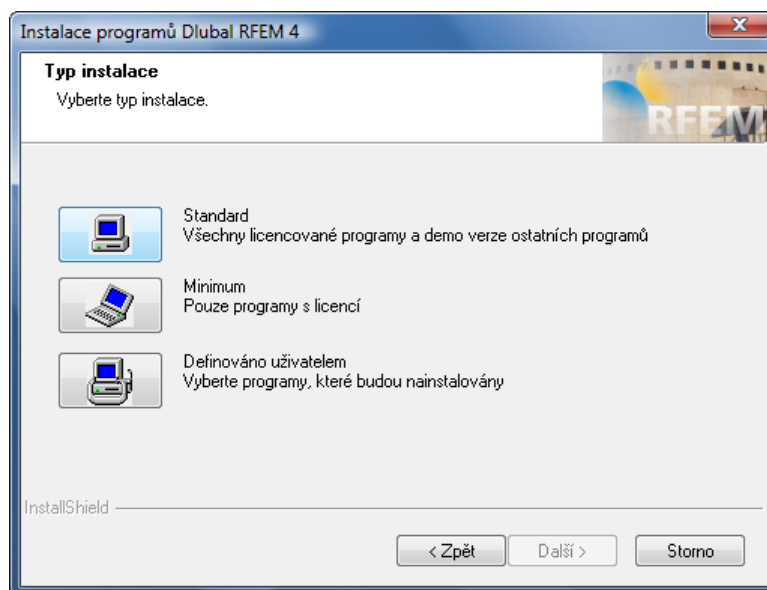 Instalace programů Dlubal RFEM 4
Typ instalace
Vyberte typ instalace.
RFEM
Standard
Všechny licencované programy a demo verze ostatních programů
Minimum
Pouze programy s licencí
Definováno uživatelem
Vyberte programy, které budou nainstalovány
InstallShield
< Zpět
Další >
Storno